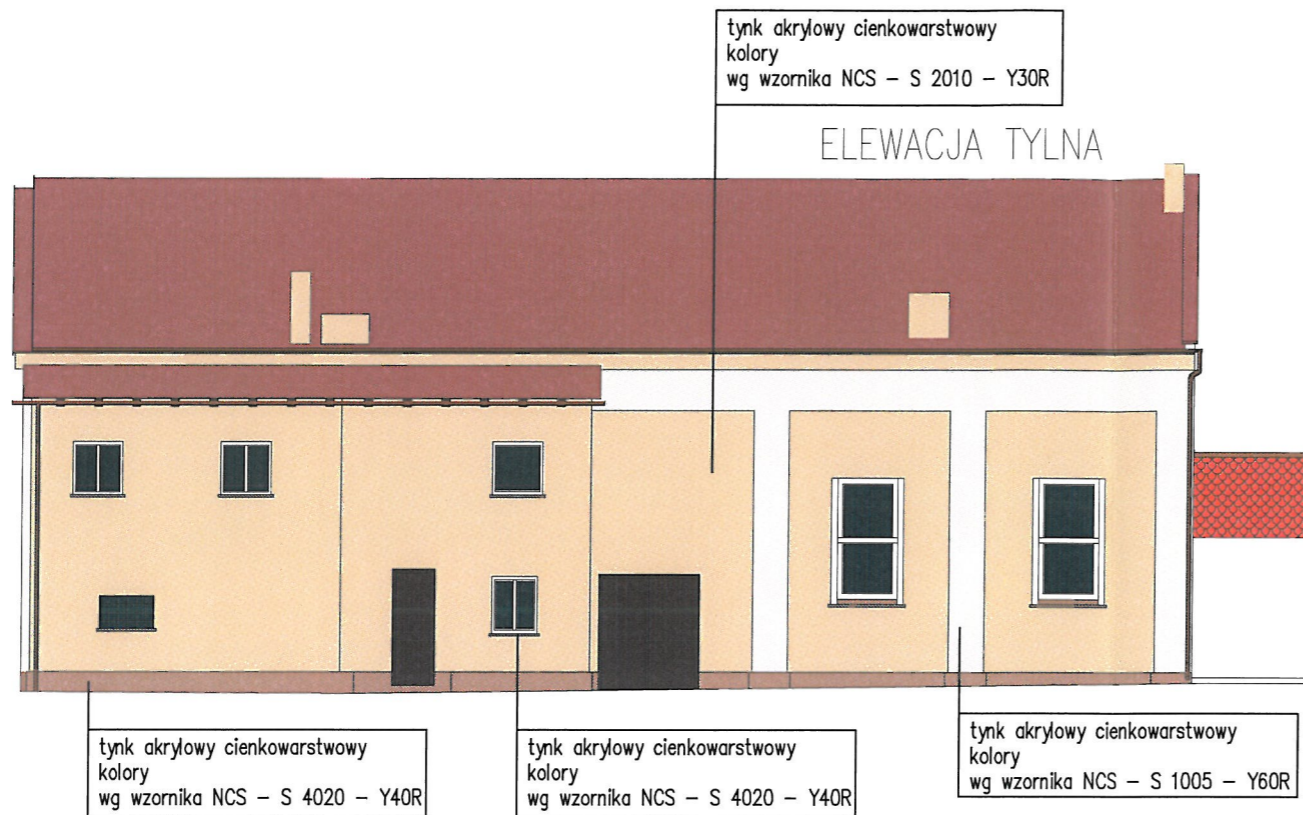 tynk akrylowy cienkowarstwowy
kolory
wg wzornika NCS – S 2010 – Y30R
ELEWACJA TYLNA
tynk akrylowy cienkowarstwowy
kolory
wg wzornika NCS – S 4020 – Y40R
tynk akrylowy cienkowarstwowy
kolory
wg wzornika NCS – S 4020 – Y40R
tynk akrylowy cienkowarstwowy
kolory
wg wzornika NCS – S 1005 – Y60R